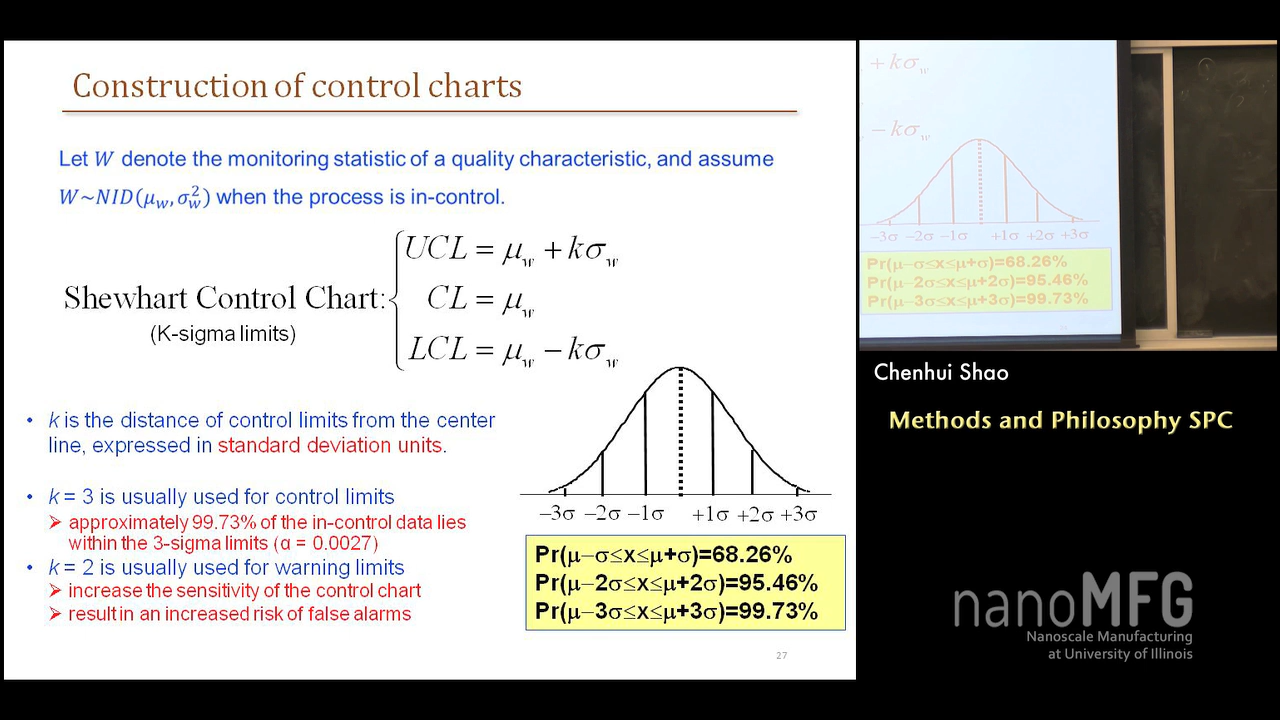 Construction of control charts
Let W denote the monitoring statistic of a quality characteristic, and assume
W~NID(μw, σw²) when the process is in-control.
UCL = μw + kσw
Shewhart Control Chart: CL = μw
(K-sigma limits)
LCL = μw − kσw
• k is the distance of control limits from the center
line, expressed in standard deviation units.
• k = 3 is usually used for control limits
➢ approximately 99.73% of the in-control data lies
within the 3-sigma limits (α = 0.0027)
• k = 2 is usually used for warning limits
➢ increase the sensitivity of the control chart
➢ result in an increased risk of false alarms
−3σ −2σ −1σ +1σ +2σ +3σ
Pr(μ−σ≤x≤μ+σ)=68.26%
Pr(μ−2σ≤x≤μ+2σ)=95.46%
Pr(μ−3σ≤x≤μ+3σ)=99.73%
27
+ kσw
− kσw
−3σ −2σ −1σ +1σ +2σ +3σ
Pr(μ−σ≤x≤μ+σ)=68.26%
Pr(μ−2σ≤x≤μ+2σ)=95.46%
Pr(μ−3σ≤x≤μ+3σ)=99.73%
Chenhui Shao
Methods and Philosophy SPC
nanoMFG
Nanoscale Manufacturing
at University of Illinois